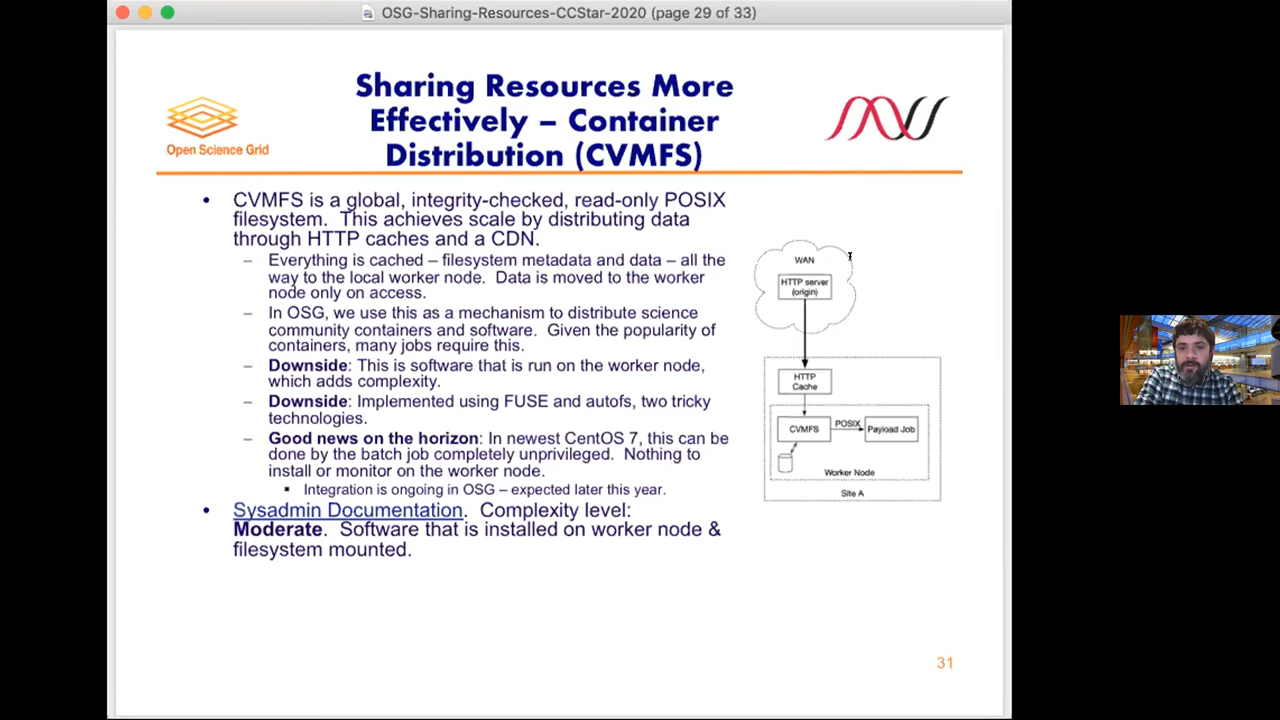 OSG-Sharing-Resources-CCStar-2020 (page 29 of 33)
Sharing Resources More
Effectively – Container
Distribution (CVMFS)
Open Science Grid
• CVMFS is a global, integrity-checked, read-only POSIX
filesystem. This achieves scale by distributing data
through HTTP caches and a CDN.
– Everything is cached – filesystem metadata and data – all the
way to the local worker node. Data is moved to the worker
node only on access.
– In OSG, we use this as a mechanism to distribute science
community containers and software. Given the popularity of
containers, many jobs require this.
– Downside: This is software that is run on the worker node,
which adds complexity.
– Downside: Implemented using FUSE and autofs, two tricky
technologies.
– Good news on the horizon: In newest CentOS 7, this can be
done by the batch job completely unprivileged. Nothing to
install or monitor on the worker node.
▪ Integration is ongoing in OSG – expected later this year.
• Sysadmin Documentation. Complexity level:
Moderate. Software that is installed on worker node &
filesystem mounted.
WAN
HTTP server
(origin)
HTTP
Cache
CVMFS
POSIX
Payload Job
Worker Node
Site A
31